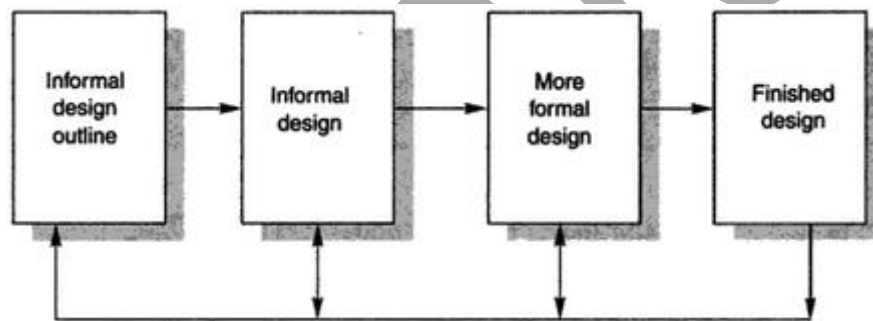 Informal
design
outline
Informal
design
More
formal
design
Finished
design